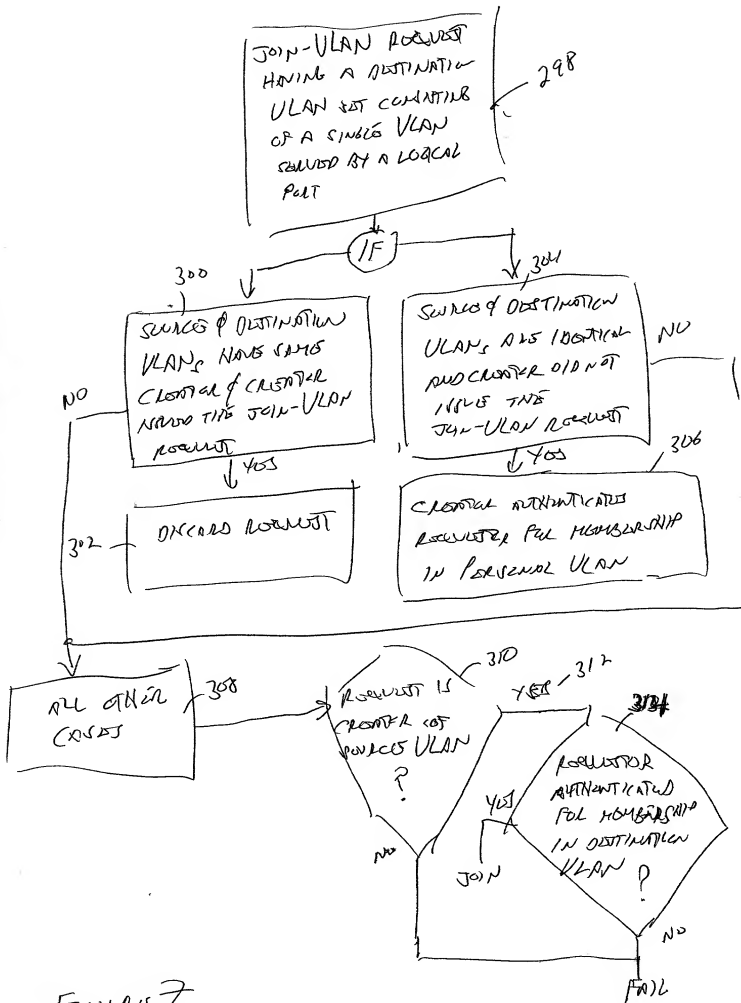 JOIN-VLAN REQUEST
HAVING A DESTINATION
VLAN SET CONSISTING
OF A SINGLE VLAN
SERVED BY A LOGICAL
PORT
298
IF
300
SOURCE & DESTINATION
VLANS HAVE SAME
CREATOR & CREATOR
ISSUED THE JOIN-VLAN
REQUEST
NO
YES
302
DISCARD REQUEST
304
SOURCE & DESTINATION
VLANS ARE IDENTICAL
AND CREATOR DID NOT
ISSUE THE
JOIN-VLAN REQUEST
NO
YES
306
CREATOR AUTHENTICATES
REQUESTER FOR MEMBERSHIP
IN PERSONAL VLAN
ALL OTHER
CASES
308
310
REQUEST IS
CREATOR OF
SOURCE VLAN
?
YES
312
NO
REQUESTOR
AUTHENTICATED
FOR MEMBERSHIP
IN DESTINATION
VLAN
?
YES
JOIN
NO
FAIL
FIGURE 7